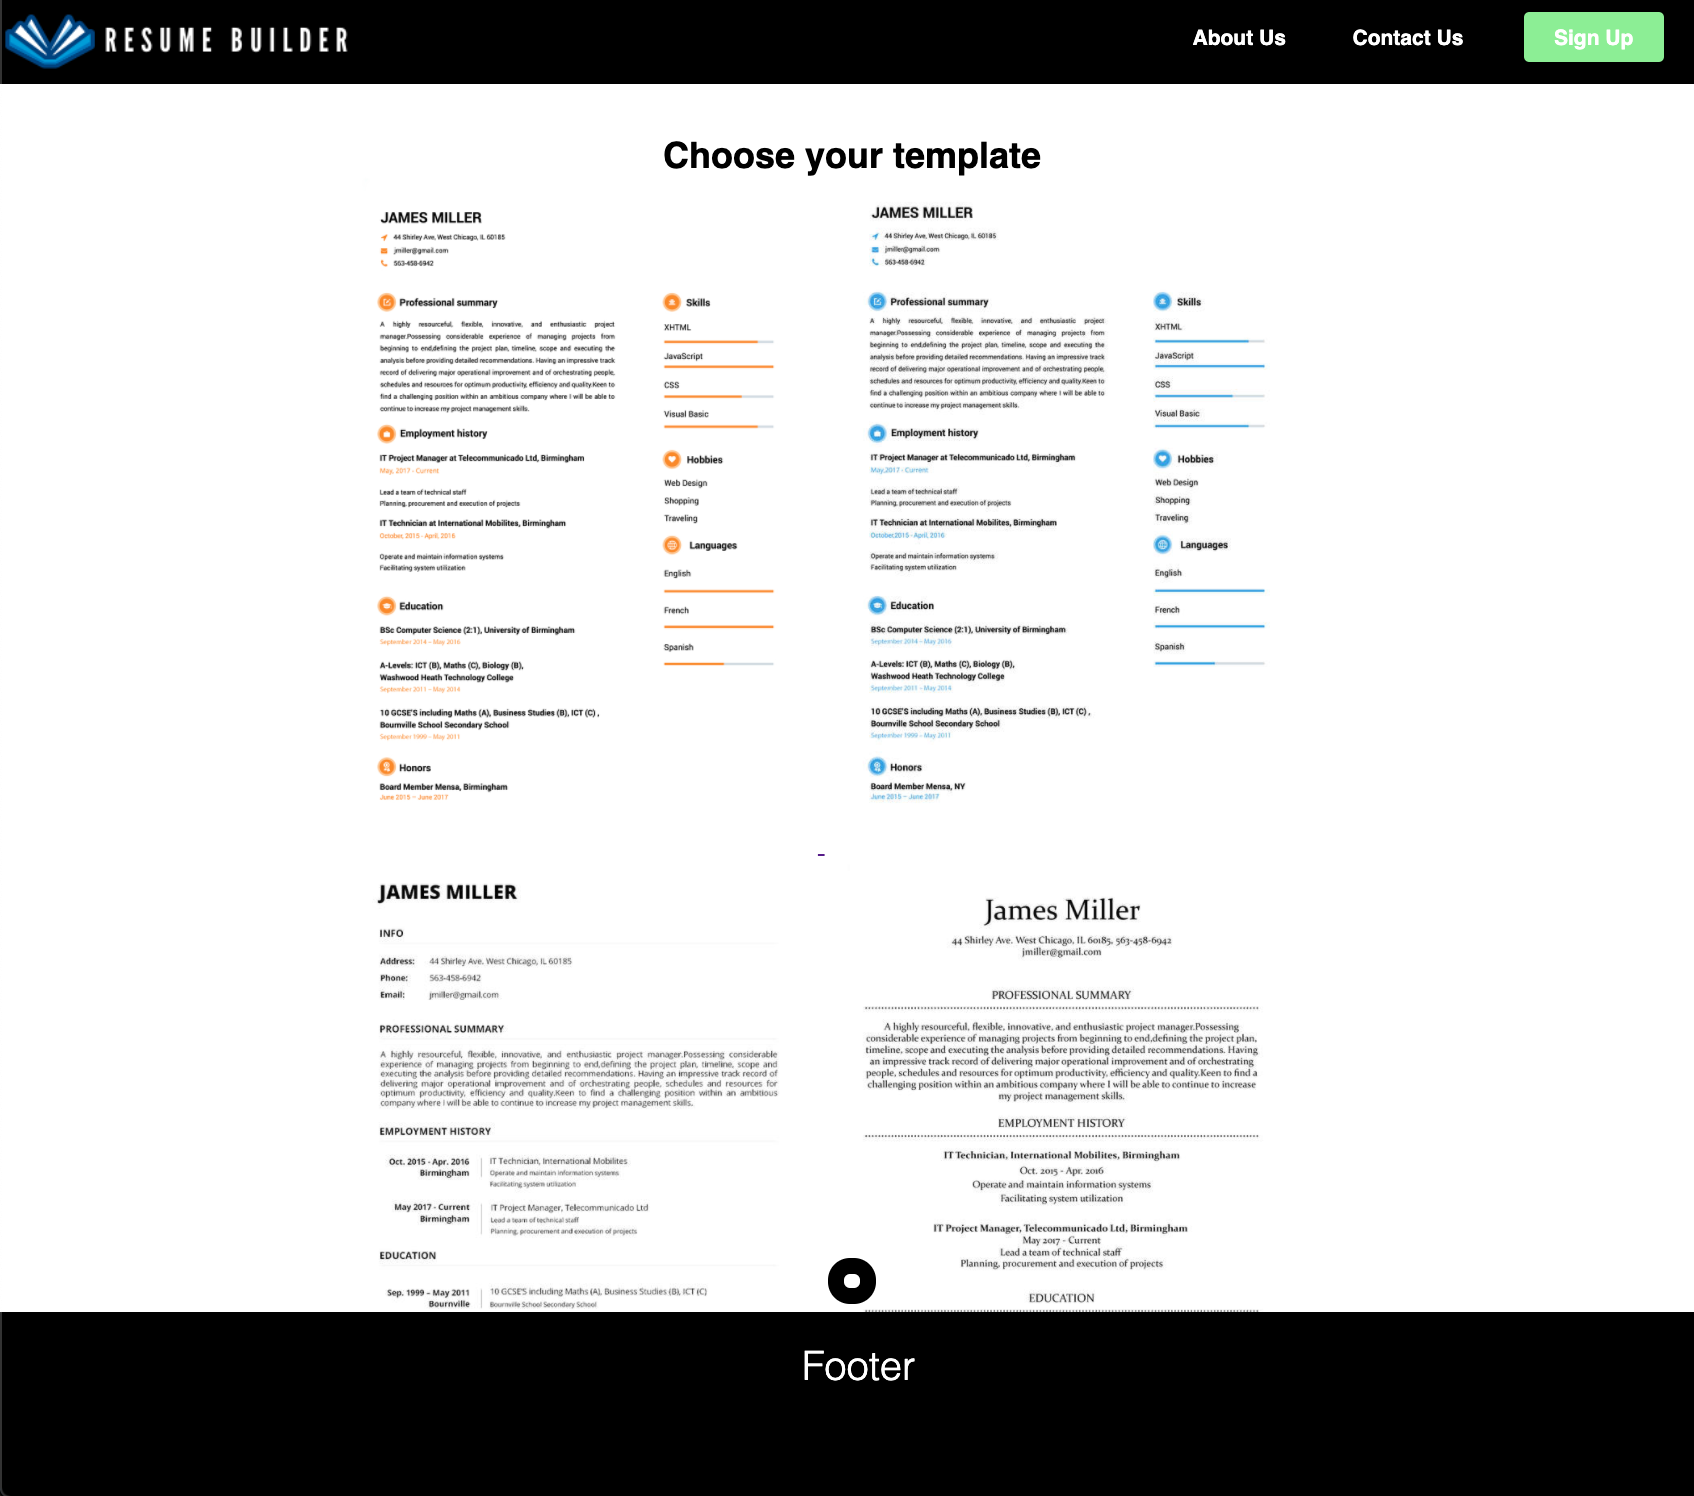 RESUME BUILDER
About Us
Contact Us
Sign Up
Choose your template
JAMES MILLER
44 Shirley Ave, West Chicago, IL 60185
jmiller@gmail.com
563-458-6942
Professional summary
A highly resourceful, flexible, innovative, and enthusiastic project
manager.Possessing considerable experience of managing projects from
beginning to end,defining the project plan, timeline, scope and executing the
analysis before providing detailed recommendations. Having an impressive track
record of delivering major operational improvement and of orchestrating people,
schedules and resources for optimum productivity, efficiency and quality.Keen to
find a challenging position within an ambitious company where I will be able to
continue to increase my project management skills.
Employment history
IT Project Manager at Telecommunicado Ltd, Birmingham
May, 2017 - Current
Lead a team of technical staff
Planning, procurement and execution of projects
IT Technician at International Mobilites, Birmingham
October, 2015 - April, 2016
Operate and maintain information systems
Facilitating system utilization
Education
BSc Computer Science (2:1), University of Birmingham
September 2014 – May 2016
A-Levels: ICT (B), Maths (C), Biology (B),
Washwood Heath Technology College
September 2011 – May 2014
10 GCSE'S including Maths (A), Business Studies (B), ICT (C) ,
Bournville School Secondary School
September 1999 – May 2011
Honors
Board Member Mensa, Birmingham
June 2015 – June 2017
Skills
XHTML
JavaScript
CSS
Visual Basic
Hobbies
Web Design
Shopping
Traveling
Languages
English
French
Spanish
JAMES MILLER
44 Shirley Ave, West Chicago, IL 60185
jmiller@gmail.com
563-458-6942
Professional summary
A highly resourceful, flexible, innovative, and enthusiastic project
manager.Possessing considerable experience of managing projects from
beginning to end,defining the project plan, timeline, scope and executing the
analysis before providing detailed recommendations. Having an impressive track
record of delivering major operational improvement and of orchestrating people,
schedules and resources for optimum productivity, efficiency and quality.Keen to
find a challenging position within an ambitious company where I will be able to
continue to increase my project management skills.
Employment history
IT Project Manager at Telecommunicado Ltd, Birmingham
May,2017 - Current
Lead a team of technical staff
Planning, procurement and execution of projects
IT Technician at International Mobilites, Birmingham
October,2015 - April, 2016
Operate and maintain information systems
Facilitating system utilization
Education
BSc Computer Science (2:1), University of Birmingham
September 2014 – May 2016
A-Levels: ICT (B), Maths (C), Biology (B),
Washwood Heath Technology College
September 2011 – May 2014
10 GCSE'S including Maths (A), Business Studies (B), ICT (C) ,
Bournville School Secondary School
September 1999 – May 2011
Honors
Board Member Mensa, NY
June 2015 – June 2017
Skills
XHTML
JavaScript
CSS
Visual Basic
Hobbies
Web Design
Shopping
Traveling
Languages
English
French
Spanish
JAMES MILLER
INFO
Address: 44 Shirley Ave. West Chicago, IL 60185
Phone: 563-458-6942
Email: jmiller@gmail.com
PROFESSIONAL SUMMARY
A highly resourceful, flexible, innovative, and enthusiastic project manager.Possessing considerable
experience of managing projects from beginning to end,defining the project plan, timeline, scope and
executing the analysis before providing detailed recommendations. Having an impressive track record of
delivering major operational improvement and of orchestrating people, schedules and resources for
optimum productivity, efficiency and quality.Keen to find a challenging position within an ambitious
company where I will be able to continue to increase my project management skills.
EMPLOYMENT HISTORY
Oct. 2015 - Apr. 2016 IT Technician, International Mobilites
Birmingham Operate and maintain information systems
Facilitating system utilization
May 2017 - Current IT Project Manager, Telecommunicado Ltd
Birmingham Lead a team of technical staff
Planning, procurement and execution of projects
EDUCATION
Sep. 1999 – May 2011 10 GCSE'S including Maths (A), Business Studies (B), ICT (C)
Bournville Bournville School Secondary School
James Miller
44 Shirley Ave. West Chicago, IL 60185, 563-458-6942
jmiller@gmail.com
PROFESSIONAL SUMMARY
A highly resourceful, flexible, innovative, and enthusiastic project manager.Possessing
considerable experience of managing projects from beginning to end,defining the project plan,
timeline, scope and executing the analysis before providing detailed recommendations. Having
an impressive track record of delivering major operational improvement and of orchestrating
people, schedules and resources for optimum productivity, efficiency and quality.Keen to find a
challenging position within an ambitious company where I will be able to continue to increase
my project management skills.
EMPLOYMENT HISTORY
IT Technician, International Mobilites, Birmingham
Oct. 2015 - Apr. 2016
Operate and maintain information systems
Facilitating system utilization
IT Project Manager, Telecommunicado Ltd, Birmingham
May 2017 - Current
Lead a team of technical staff
Planning, procurement and execution of projects
EDUCATION
Footer